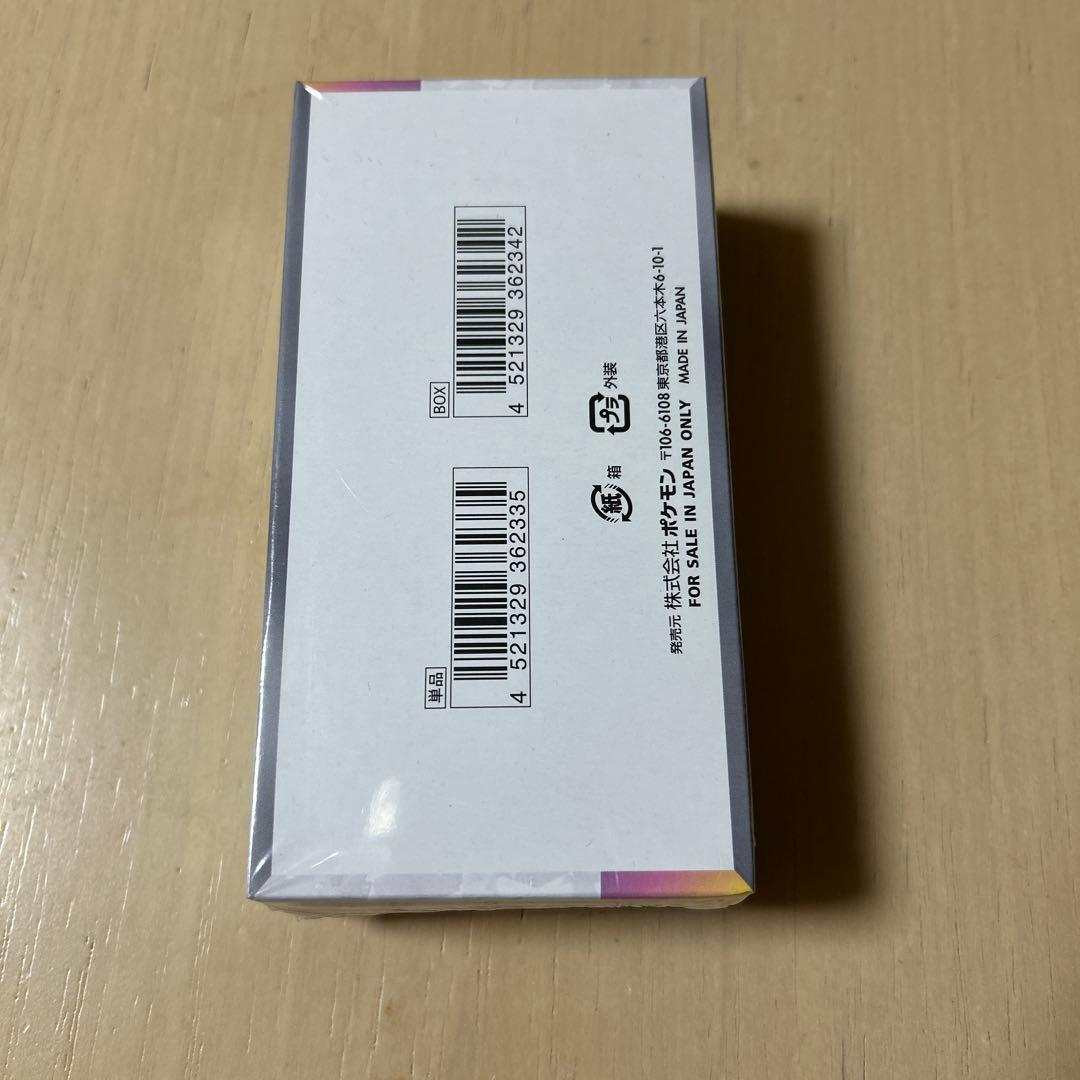 単品
4 521329 362335
BOX
4 521329 362342
紙 箱
プラ 外装
発売元 株式会社 ポケモン 〒106-6108 東京都港区六本木6-10-1
FOR SALE IN JAPAN ONLY MADE IN JAPAN